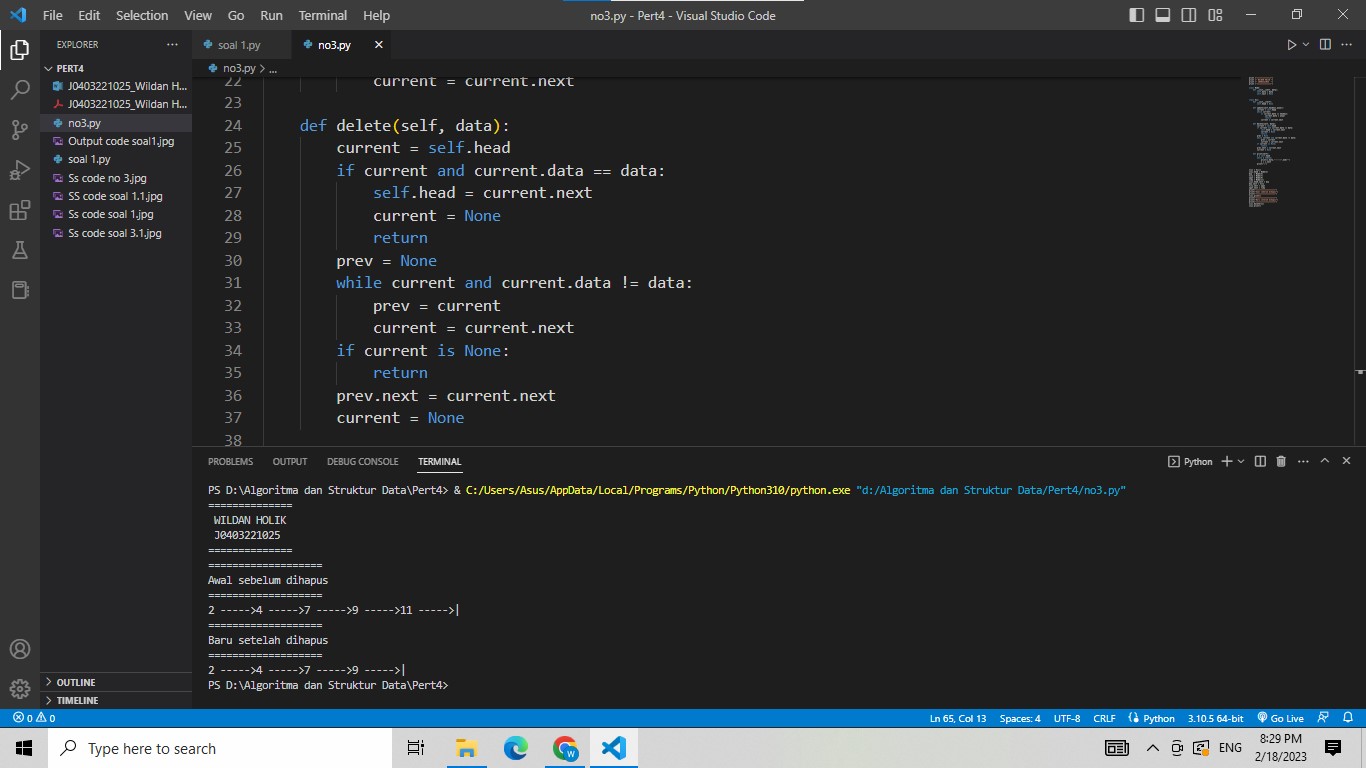 File Edit Selection View Go Run Terminal Help no3.py - Pert4 - Visual Studio Code
EXPLORER
PERT4
J0403221025_Wildan H...
J0403221025_Wildan H...
no3.py
Output code soal1.jpg
soal 1.py
Ss code no 3.jpg
SS code soal 1.1.jpg
Ss code soal 1.jpg
Ss code soal 3.1.jpg
OUTLINE
TIMELINE
soal 1.py no3.py
no3.py > ...
22 current = current.next
23
24 def delete(self, data):
25 current = self.head
26 if current and current.data == data:
27 self.head = current.next
28 current = None
29 return
30 prev = None
31 while current and current.data != data:
32 prev = current
33 current = current.next
34 if current is None:
35 return
36 prev.next = current.next
37 current = None
38
PROBLEMS OUTPUT DEBUG CONSOLE TERMINAL
Python
PS D:\Algoritma dan Struktur Data\Pert4> & C:/Users/Asus/AppData/Local/Programs/Python/Python310/python.exe "d:/Algoritma dan Struktur Data/Pert4/no3.py"
==============
WILDAN HOLIK
J0403221025
==============
===================
Awal sebelum dihapus
===================
2 ----->4 ----->7 ----->9 ----->11 ----->|
===================
Baru setelah dihapus
===================
2 ----->4 ----->7 ----->9 ----->|
PS D:\Algoritma dan Struktur Data\Pert4>
0 0 Ln 65, Col 13 Spaces: 4 UTF-8 CRLF Python 3.10.5 64-bit Go Live
Type here to search
ENG
8:29 PM
2/18/2023